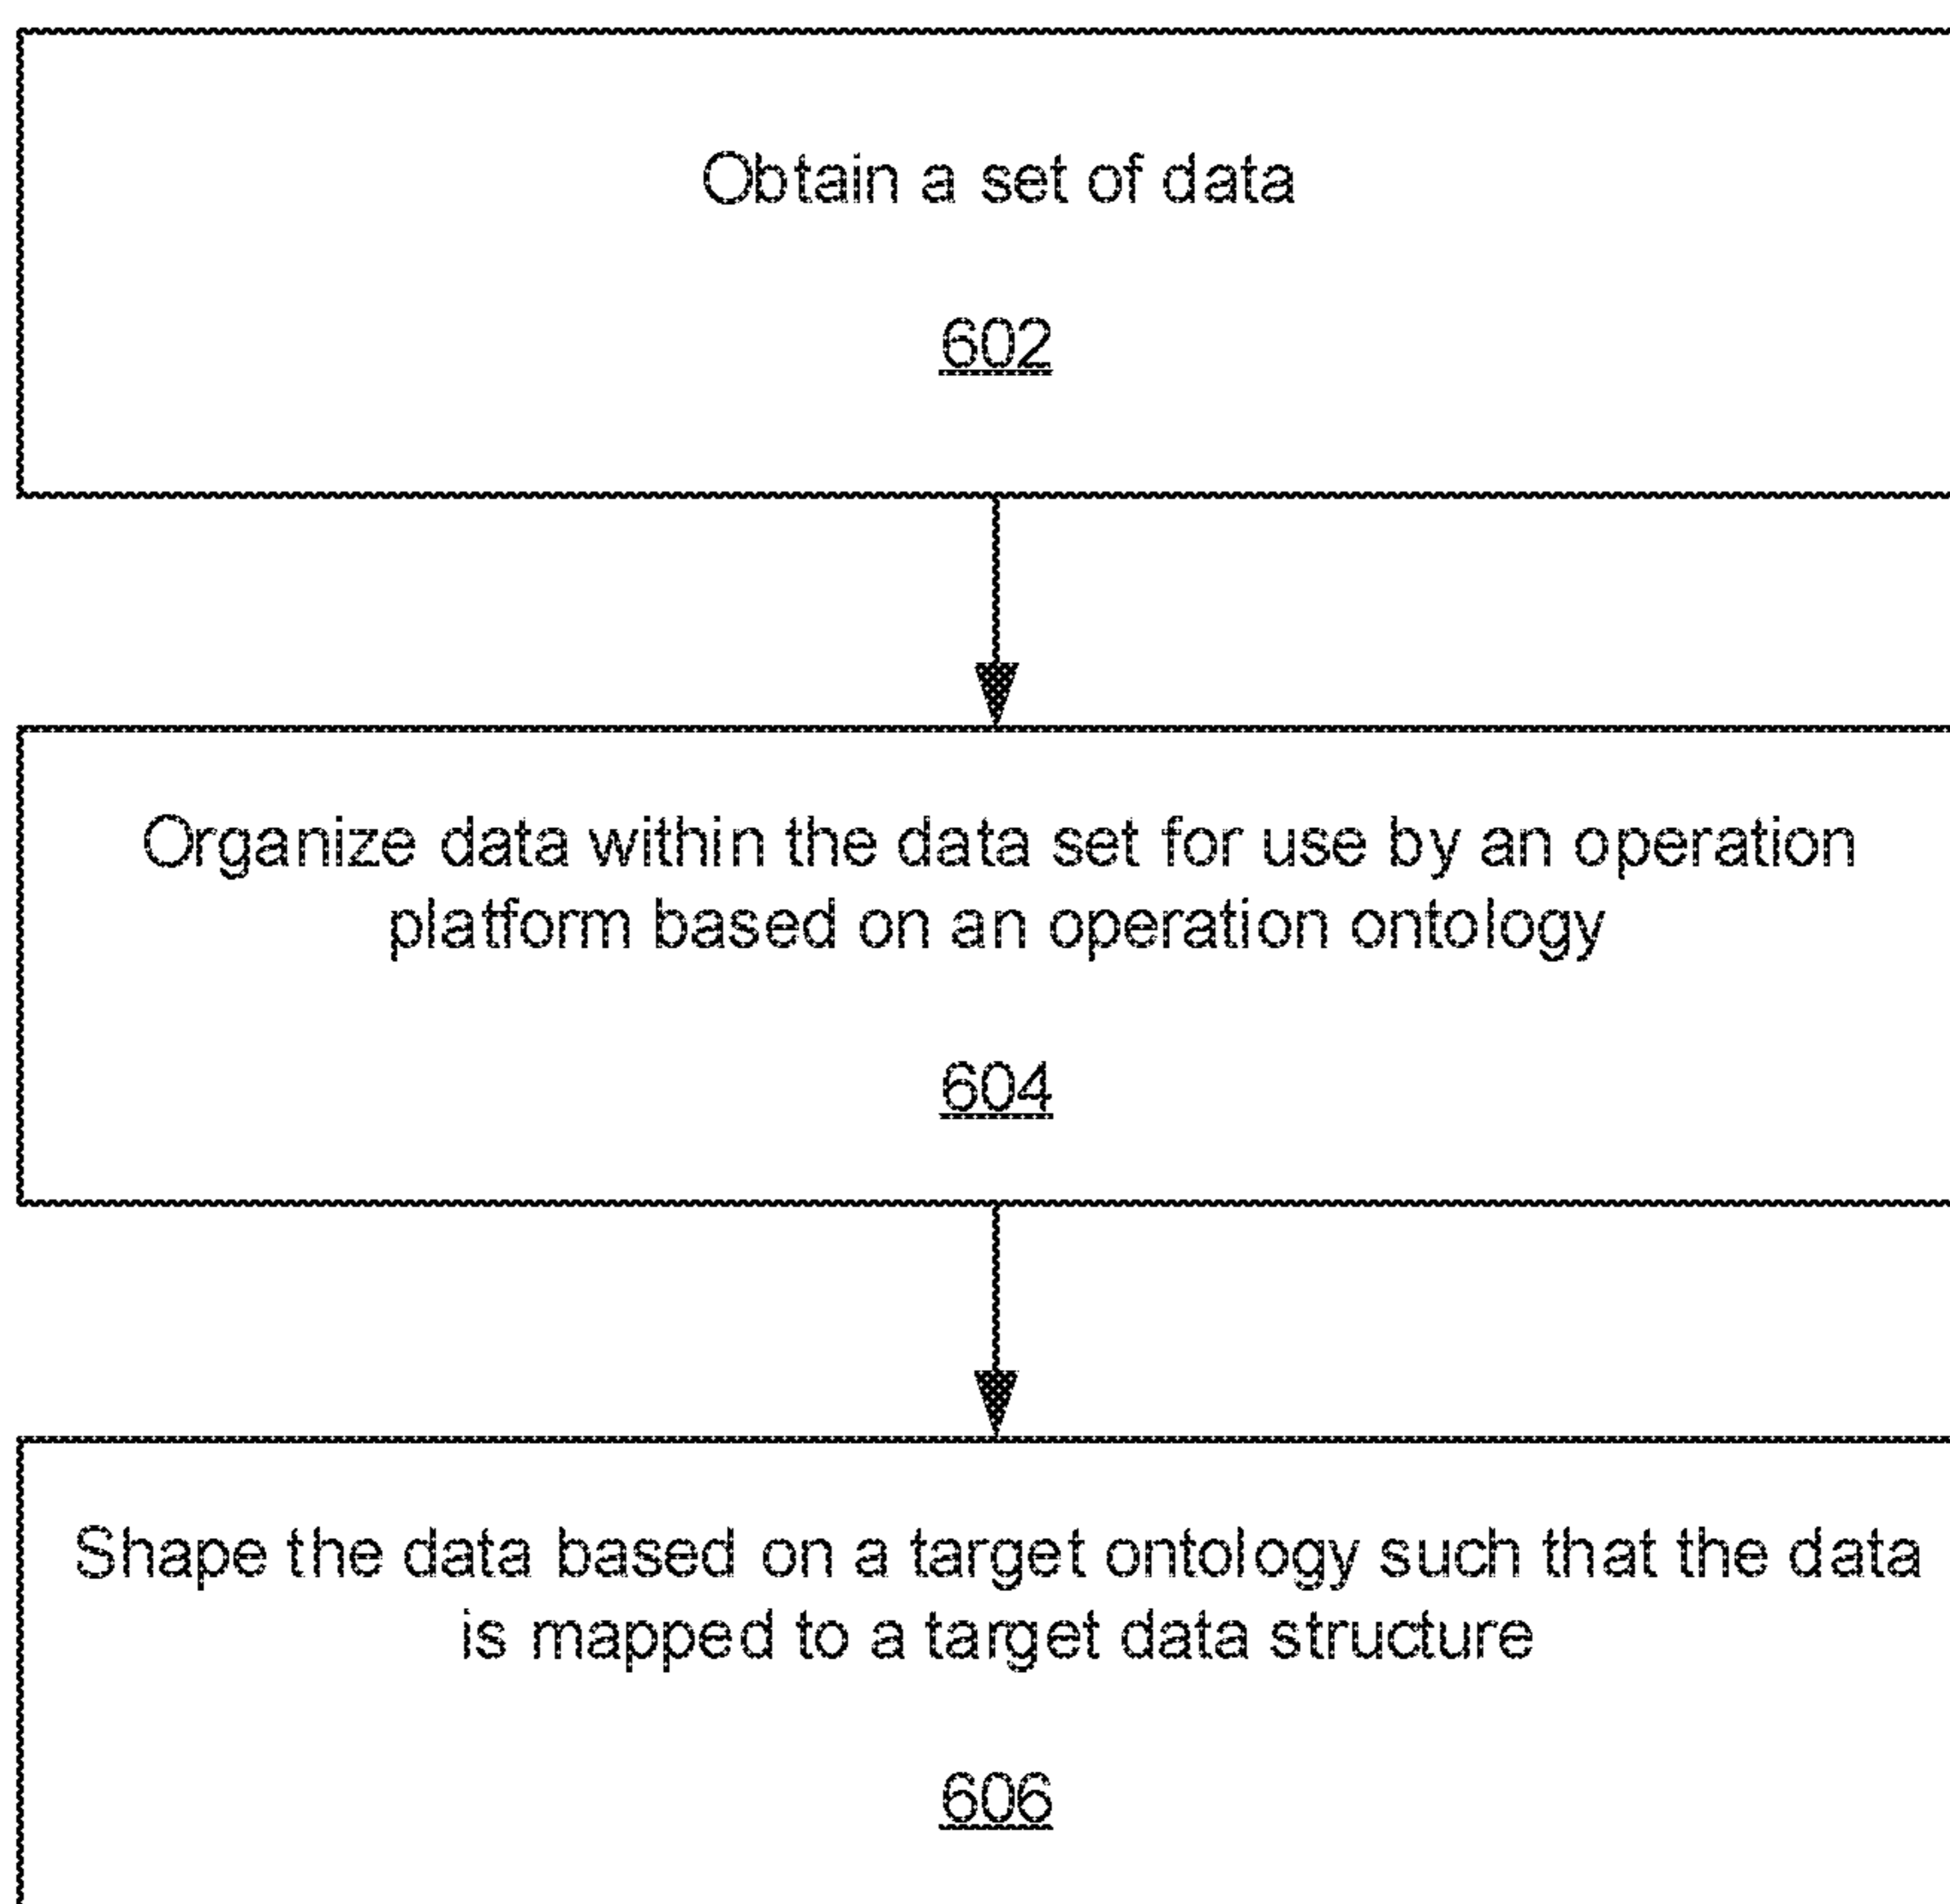 Obtain a set of data
602
Organize data within the data set for use by an operation
platform based on an operation ontology
604
Shape the data based on a target ontology such that the data
is mapped to a target data structure
606